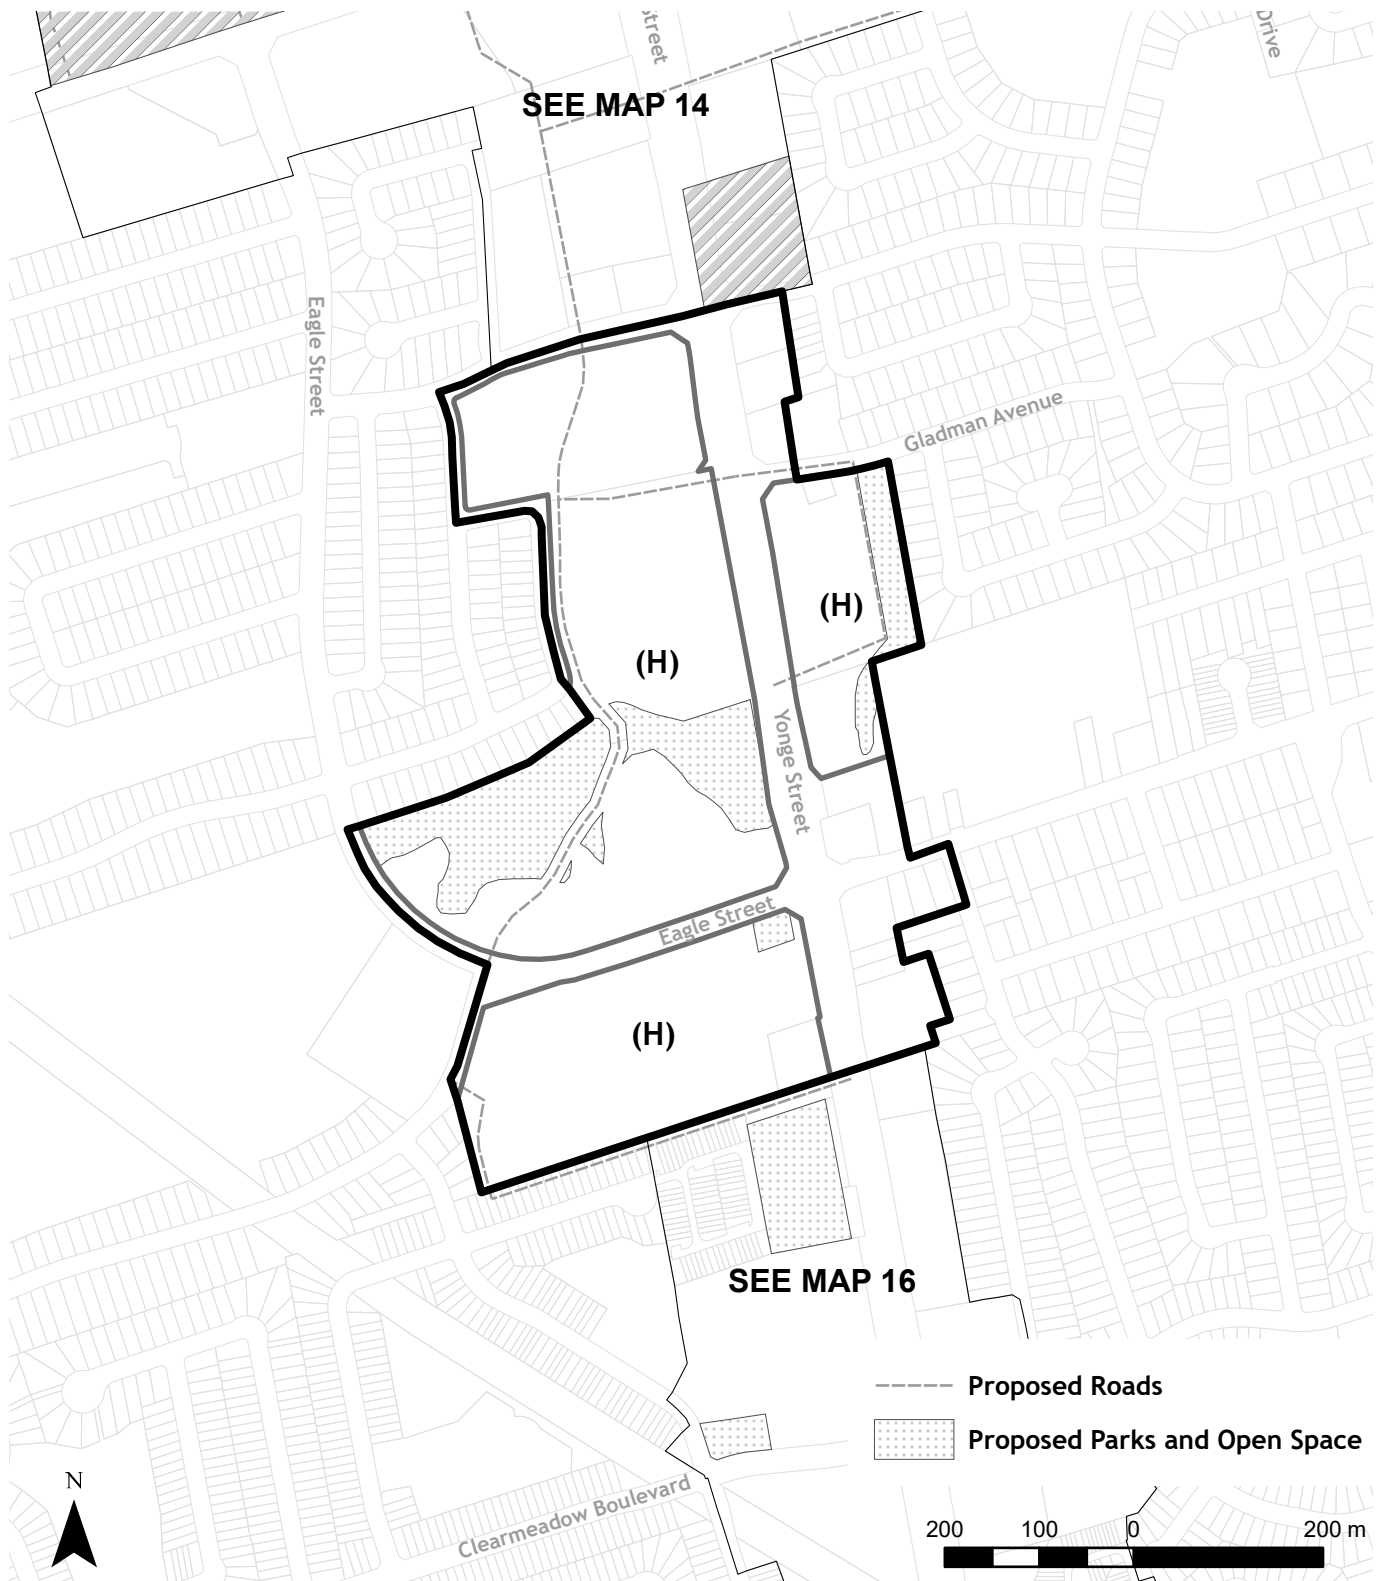 Street
Drive
SEE MAP 14
Eagle Street
Gladman Avenue
(H)
(H)
Yonge Street
Eagle Street
(H)
SEE MAP 16
Proposed Roads
Proposed Parks and Open Space
N
Clearmeadow Boulevard
200 100 0 200 m